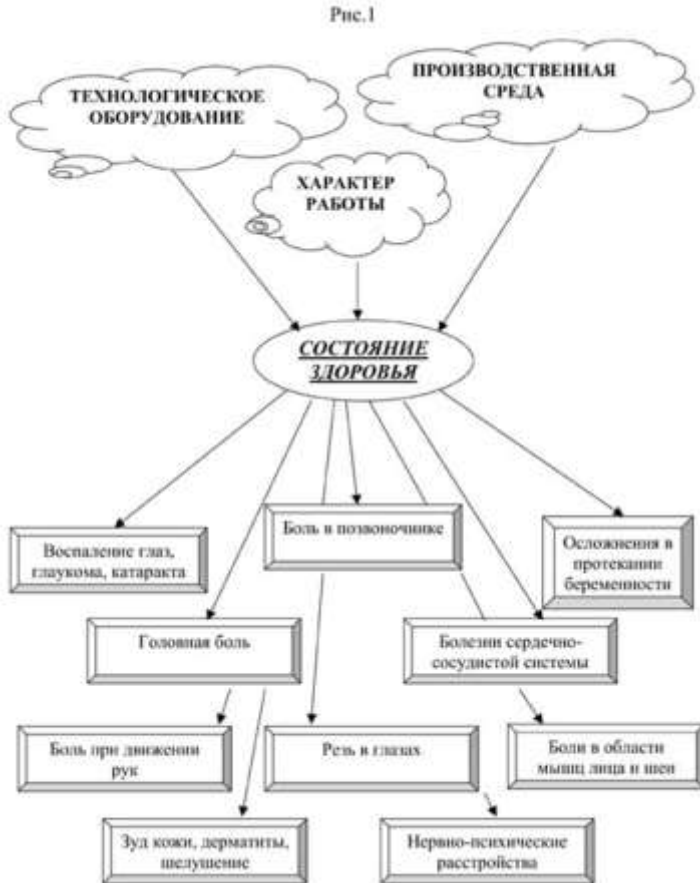 Рис.1
ТЕХНОЛОГИЧЕСКОЕ
ОБОРУДОВАНИЕ
ПРОИЗВОДСТВЕННАЯ
СРЕДА
ХАРАКТЕР
РАБОТЫ
СОСТОЯНИЕ
ЗДОРОВЬЯ
Воспаление глаз,
глаукома, катаракта
Боль в позвоночнике
Осложнения в
протекании
беременности
Головная боль
Болезни сердечно-
сосудистой системы
Боль при движении
рук
Резь в глазах
Боли в области
мышц лица и шеи
Зуд кожи, дерматиты,
шелушение
Нервно-психические
расстройства